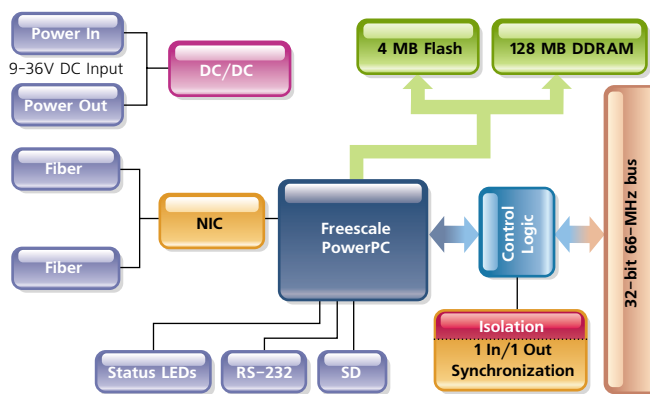 Power In
9–36V DC Input
Power Out
DC/DC
4 MB Flash
128 MB DDRAM
Fiber
Fiber
NIC
Freescale
PowerPC
Control
Logic
32-bit 66-MHz bus
Isolation
1 In/1 Out
Synchronization
Status LEDs
RS–232
SD